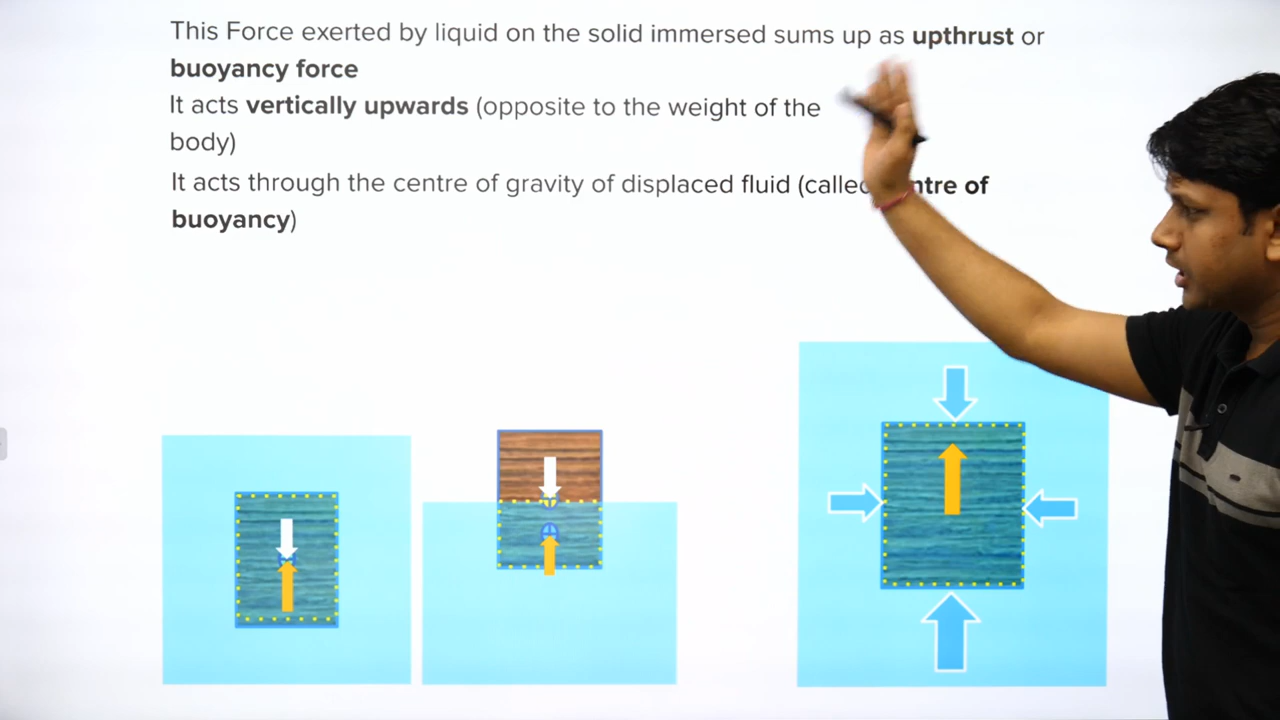 This Force exerted by liquid on the solid immersed sums up as upthrust or
buoyancy force
It acts vertically upwards (opposite to the weight of the
body)
It acts through the centre of gravity of displaced fluid (called ntre of
buoyancy)